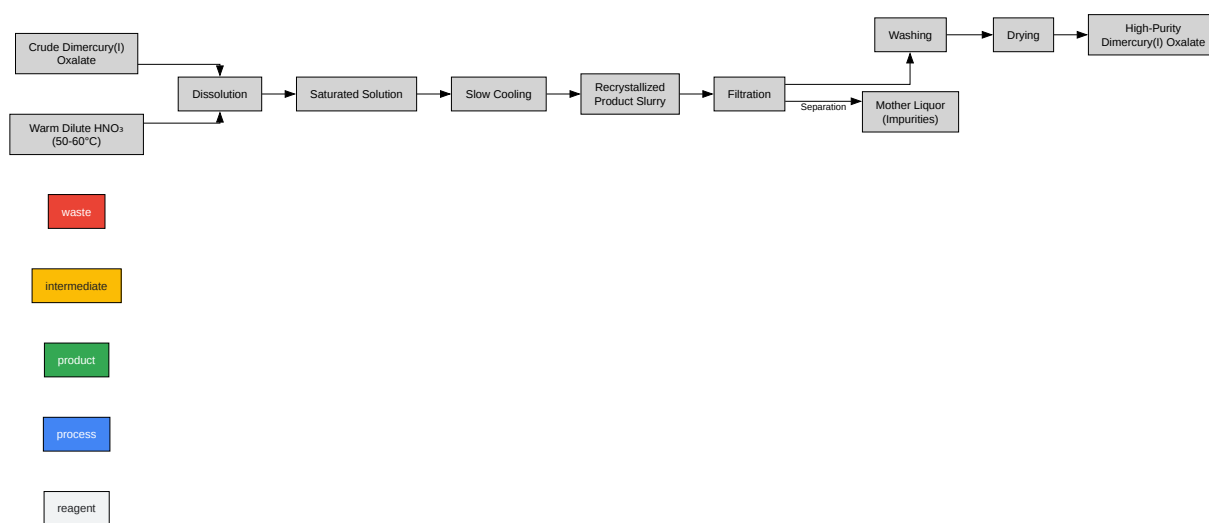 Crude Dimercury(I)
Oxalate
Warm Dilute HNO₃
(50-60°C)
Dissolution
Saturated Solution
Slow Cooling
Recrystallized
Product Slurry
Filtration
Separation
Washing
Drying
High-Purity
Dimercury(I) Oxalate
Mother Liquor
(Impurities)
waste
intermediate
product
process
reagent